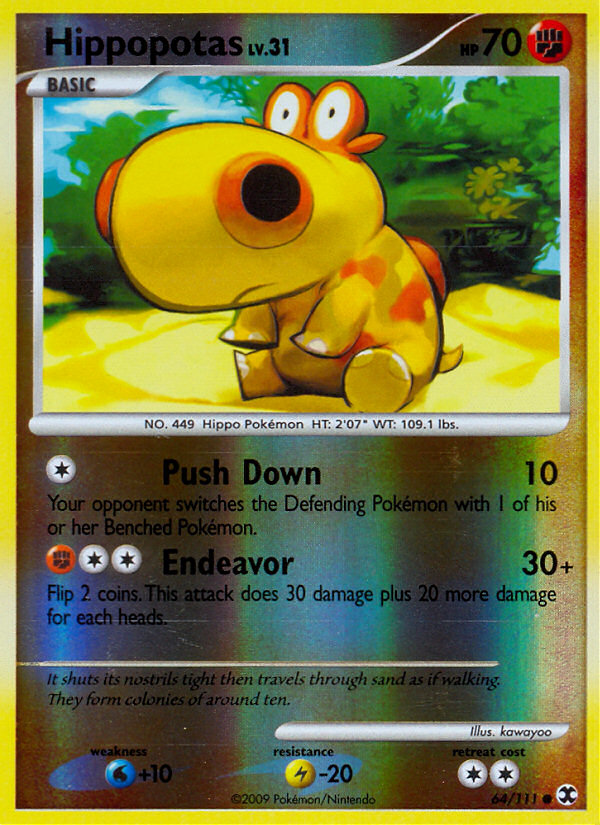 Hippopotas LV.31 HP 70
BASIC
NO. 449 Hippo Pokémon HT: 2'07" WT: 109.1 lbs.
Push Down 10
Your opponent switches the Defending Pokémon with 1 of his
or her Benched Pokémon.
Endeavor 30+
Flip 2 coins. This attack does 30 damage plus 20 more damage
for each heads.
It shuts its nostrils tight then travels through sand as if walking.
They form colonies of around ten.
Illus. kawayoo
weakness resistance retreat cost
+10 -20
©2009 Pokémon/Nintendo 64/111